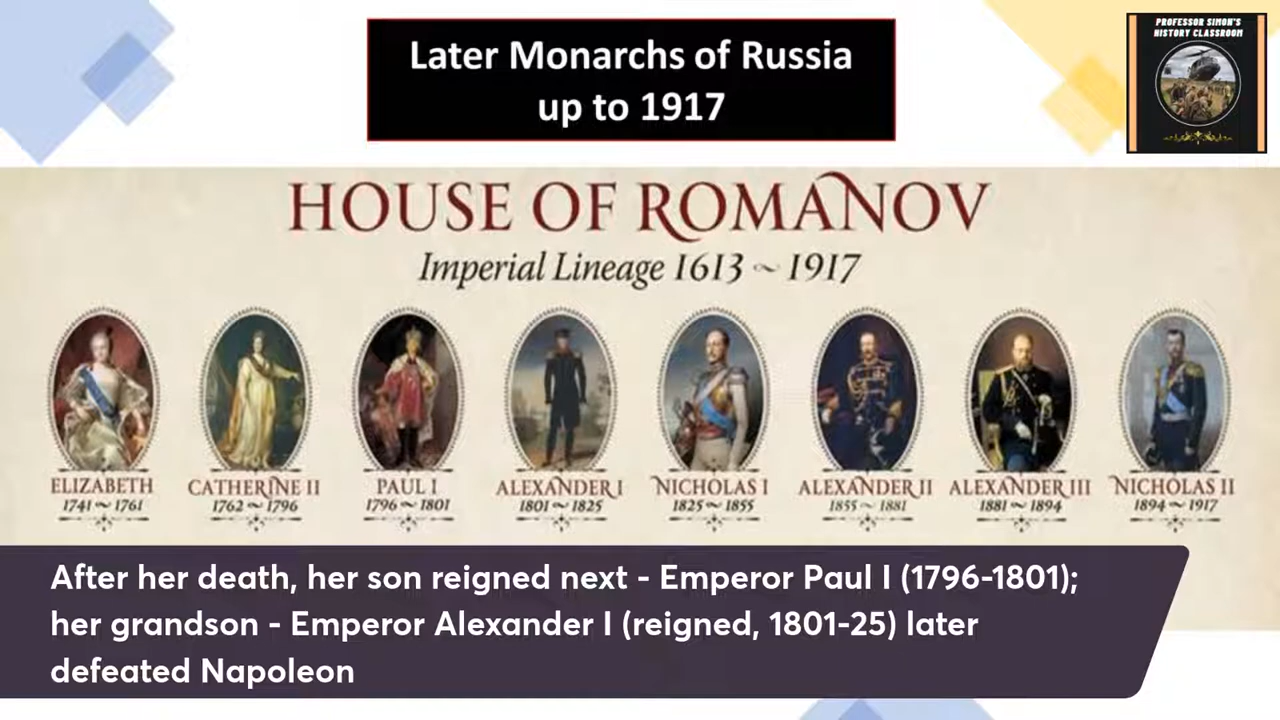 Later Monarchs of Russia
up to 1917
PROFESSOR SIMON'S
HISTORY CLASSROOM
HOUSE OF ROMANOV
Imperial Lineage 1613 ~ 1917
ELIZABETH
1741 ~ 1761
CATHERINE II
1762 ~ 1796
PAUL I
1796 ~ 1801
ALEXANDER I
1801 ~ 1825
NICHOLAS I
1825 ~ 1855
ALEXANDER II
1855 ~ 1881
ALEXANDER III
1881 ~ 1894
NICHOLAS II
1894 ~ 1917
After her death, her son reigned next - Emperor Paul I (1796-1801);
her grandson - Emperor Alexander I (reigned, 1801-25) later
defeated Napoleon